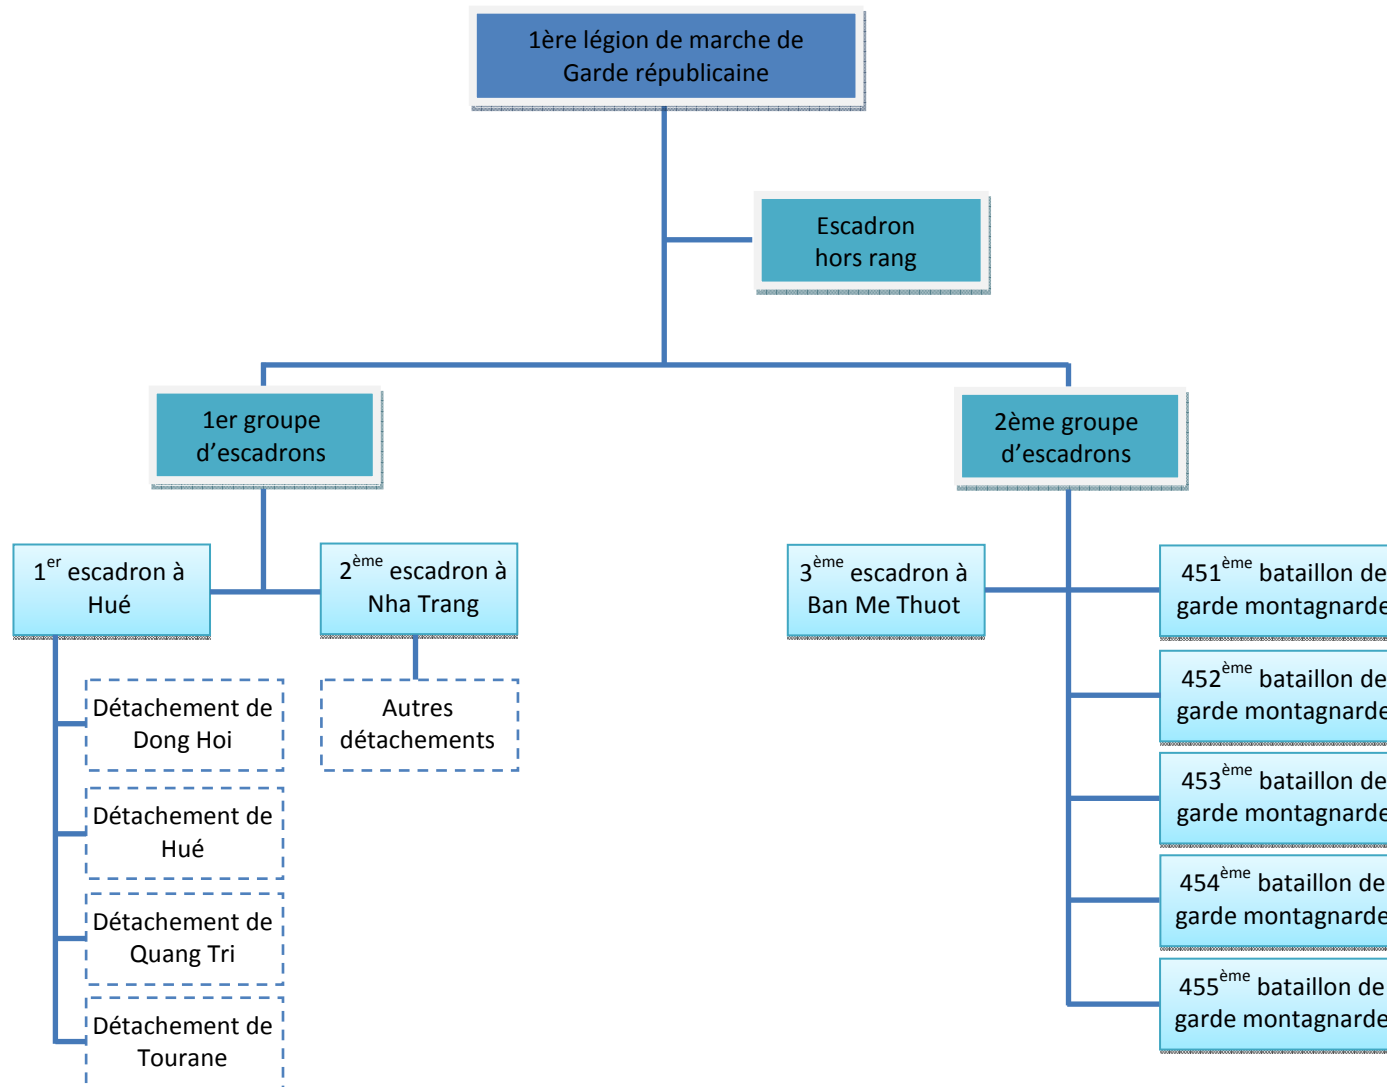 1ère légion de marche de
Garde républicaine
Escadron
hors rang
1er groupe
d’escadrons
2ème groupe
d’escadrons
1er escadron à
Hué
2ème escadron à
Nha Trang
3ème escadron à
Ban Me Thuot
451ème bataillon de
garde montagnarde
452ème bataillon de
garde montagnarde
453ème bataillon de
garde montagnarde
454ème bataillon de
garde montagnarde
455ème bataillon de
garde montagnarde
Détachement de
Dong Hoi
Détachement de
Hué
Détachement de
Quang Tri
Détachement de
Tourane
Autres
détachements